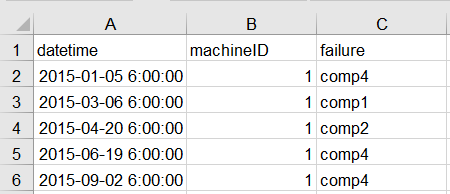 A B C
1 datetime machineID failure
2 2015-01-05 6:00:00 1 comp4
3 2015-03-06 6:00:00 1 comp1
4 2015-04-20 6:00:00 1 comp2
5 2015-06-19 6:00:00 1 comp4
6 2015-09-02 6:00:00 1 comp4